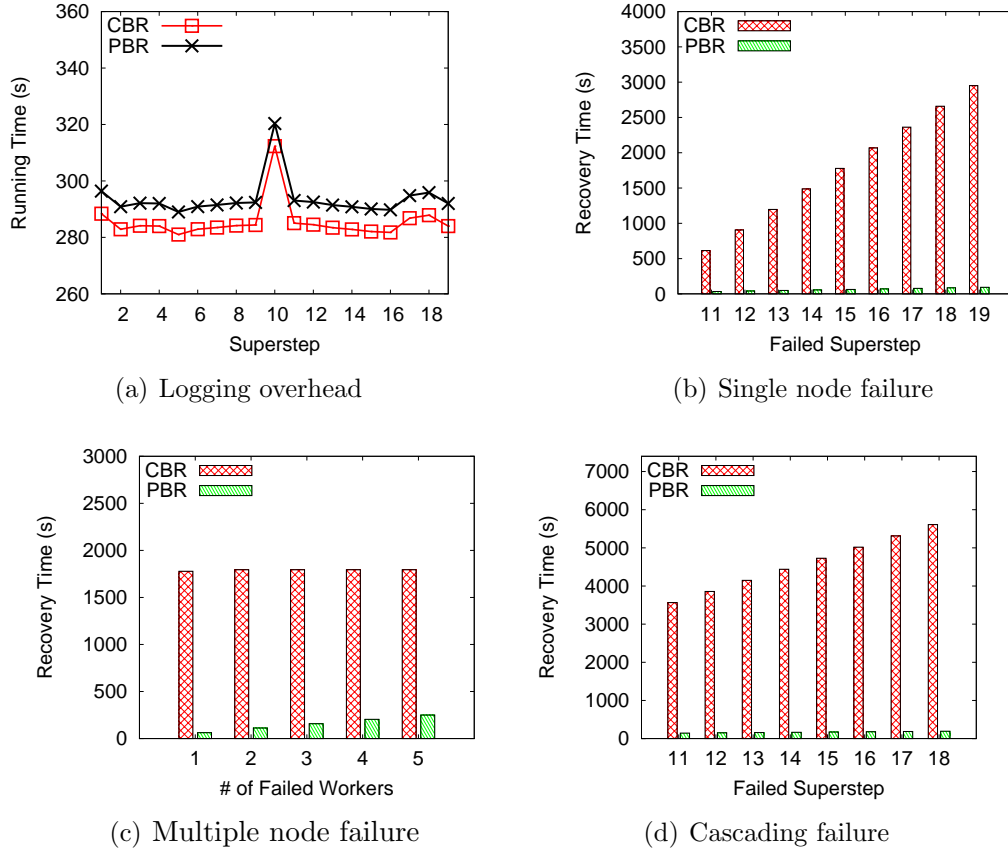 CBR
PBR
Running Time (s)
360
340
320
300
280
260
2 4 6 8 10 12 14 16 18
Superstep
(a) Logging overhead
CBR
PBR
Recovery Time (s)
4000
3500
3000
2500
2000
1500
1000
500
0
11 12 13 14 15 16 17 18 19
Failed Superstep
(b) Single node failure
CBR
PBR
Recovery Time (s)
3000
2500
2000
1500
1000
500
0
1 2 3 4 5
# of Failed Workers
(c) Multiple node failure
CBR
PBR
Recovery Time (s)
7000
6000
5000
4000
3000
2000
1000
0
11 12 13 14 15 16 17 18
Failed Superstep
(d) Cascading failure